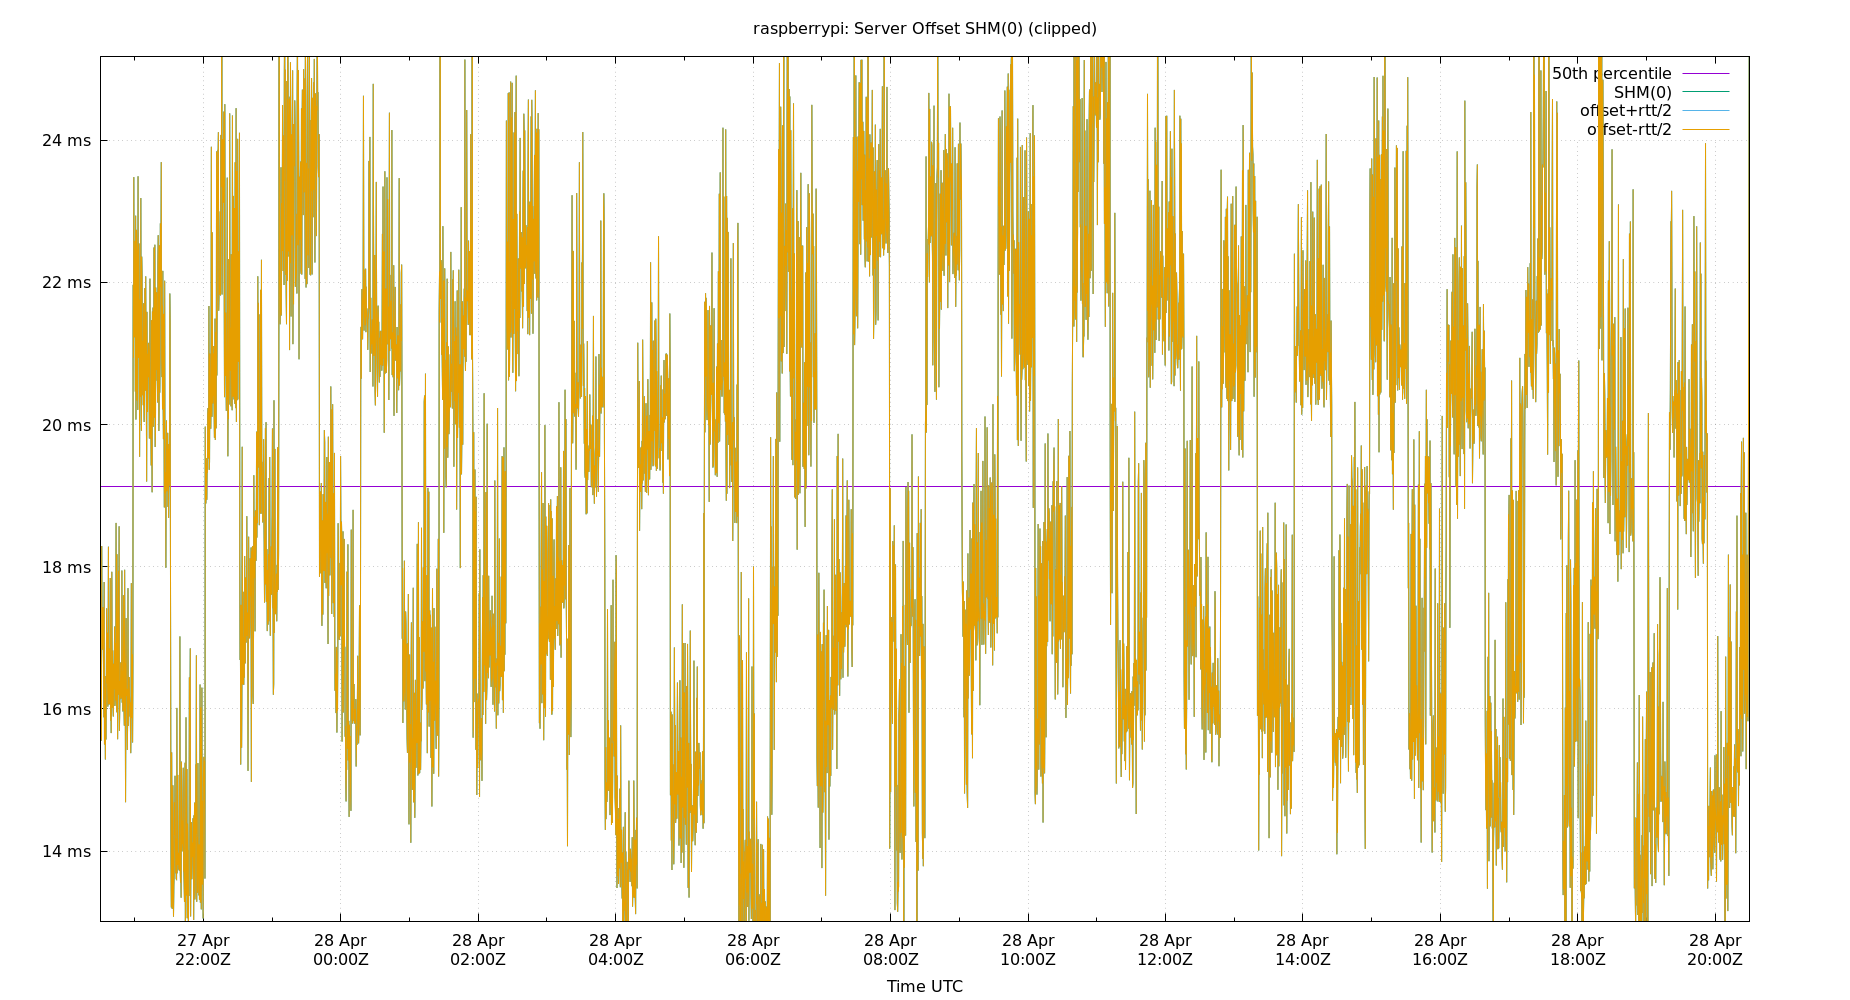 raspberrypi: Server Offset SHM(0) (clipped)
50th percentile
SHM(0)
offset+rtt/2
offset-rtt/2
24 ms
22 ms
20 ms
18 ms
16 ms
14 ms
27 Apr 28 Apr 28 Apr 28 Apr 28 Apr 28 Apr 28 Apr 28 Apr 28 Apr 28 Apr 28 Apr 28 Apr
22:00Z 00:00Z 02:00Z 04:00Z 06:00Z 08:00Z 10:00Z 12:00Z 14:00Z 16:00Z 18:00Z 20:00Z
Time UTC